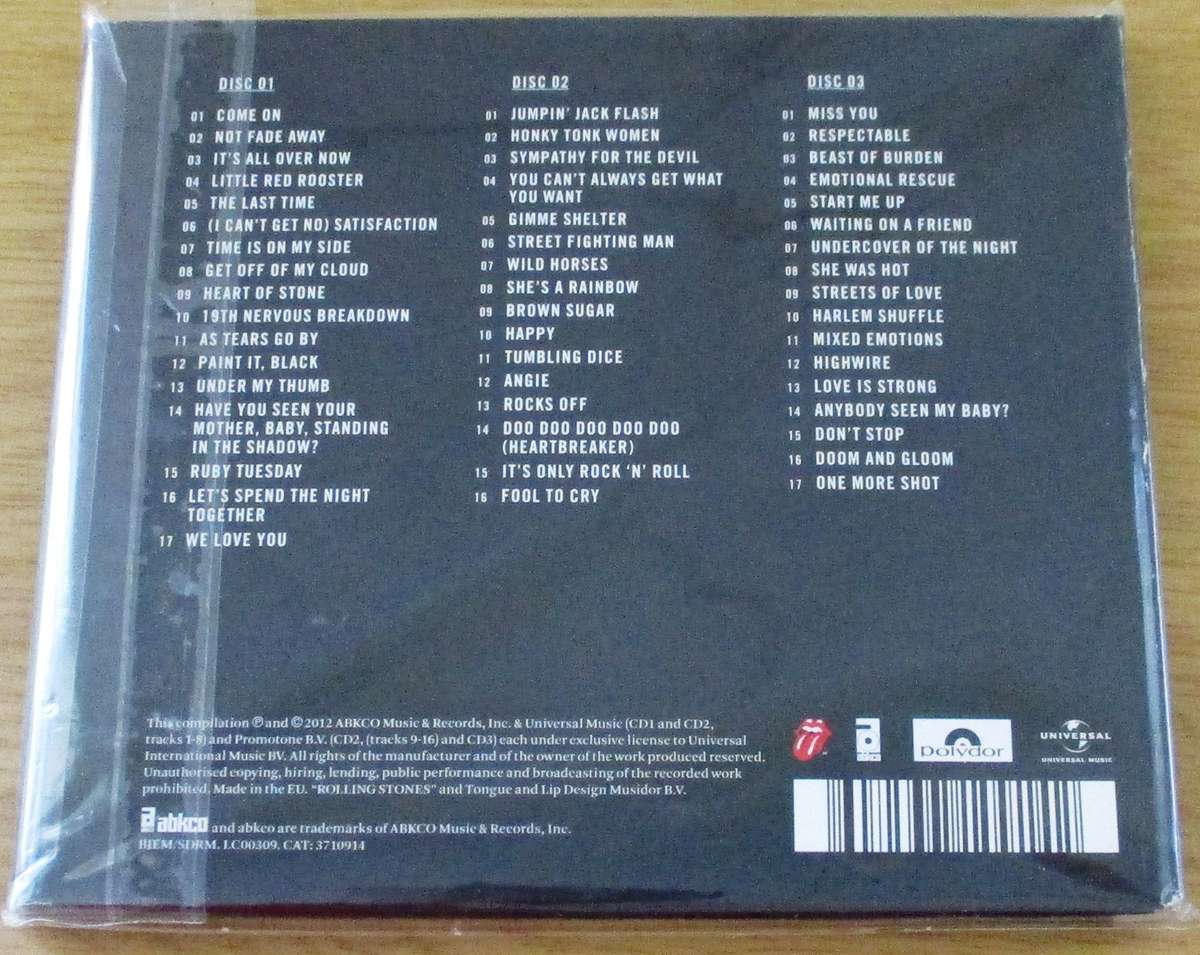 DISC 01
01 COME ON
02 NOT FADE AWAY
03 IT'S ALL OVER NOW
04 LITTLE RED ROOSTER
05 THE LAST TIME
06 (I CAN'T GET NO) SATISFACTION
07 TIME IS ON MY SIDE
08 GET OFF OF MY CLOUD
09 HEART OF STONE
10 19TH NERVOUS BREAKDOWN
11 AS TEARS GO BY
12 PAINT IT, BLACK
13 UNDER MY THUMB
14 HAVE YOU SEEN YOUR
MOTHER, BABY, STANDING
IN THE SHADOW?
15 RUBY TUESDAY
16 LET'S SPEND THE NIGHT
TOGETHER
17 WE LOVE YOU
DISC 02
01 JUMPIN' JACK FLASH
02 HONKY TONK WOMEN
03 SYMPATHY FOR THE DEVIL
04 YOU CAN'T ALWAYS GET WHAT
YOU WANT
05 GIMME SHELTER
06 STREET FIGHTING MAN
07 WILD HORSES
08 SHE'S A RAINBOW
09 BROWN SUGAR
10 HAPPY
11 TUMBLING DICE
12 ANGIE
13 ROCKS OFF
14 DOO DOO DOO DOO DOO
(HEARTBREAKER)
15 IT'S ONLY ROCK 'N' ROLL
16 FOOL TO CRY
DISC 03
01 MISS YOU
02 RESPECTABLE
03 BEAST OF BURDEN
04 EMOTIONAL RESCUE
05 START ME UP
06 WAITING ON A FRIEND
07 UNDERCOVER OF THE NIGHT
08 SHE WAS HOT
09 STREETS OF LOVE
10 HARLEM SHUFFLE
11 MIXED EMOTIONS
12 HIGHWIRE
13 LOVE IS STRONG
14 ANYBODY SEEN MY BABY?
15 DON'T STOP
16 DOOM AND GLOOM
17 ONE MORE SHOT
This compilation ℗ and © 2012 ABKCO Music & Records, Inc. & Universal Music (CD1 and CD2,
tracks 1-8) and Promotone B.V. (CD2, (tracks 9-16) and CD3) each under exclusive license to Universal
International Music BV. All rights of the manufacturer and of the owner of the work produced reserved.
Unauthorised copying, hiring, lending, public performance and broadcasting of the recorded work
prohibited. Made in the EU. "ROLLING STONES" and Tongue and Lip Design Musidor B.V.
abkco and abkco are trademarks of ABKCO Music & Records, Inc.
BIEM/SDRM. LC00309. CAT: 3710914
Polydor
UNIVERSAL
UNIVERSAL MUSIC